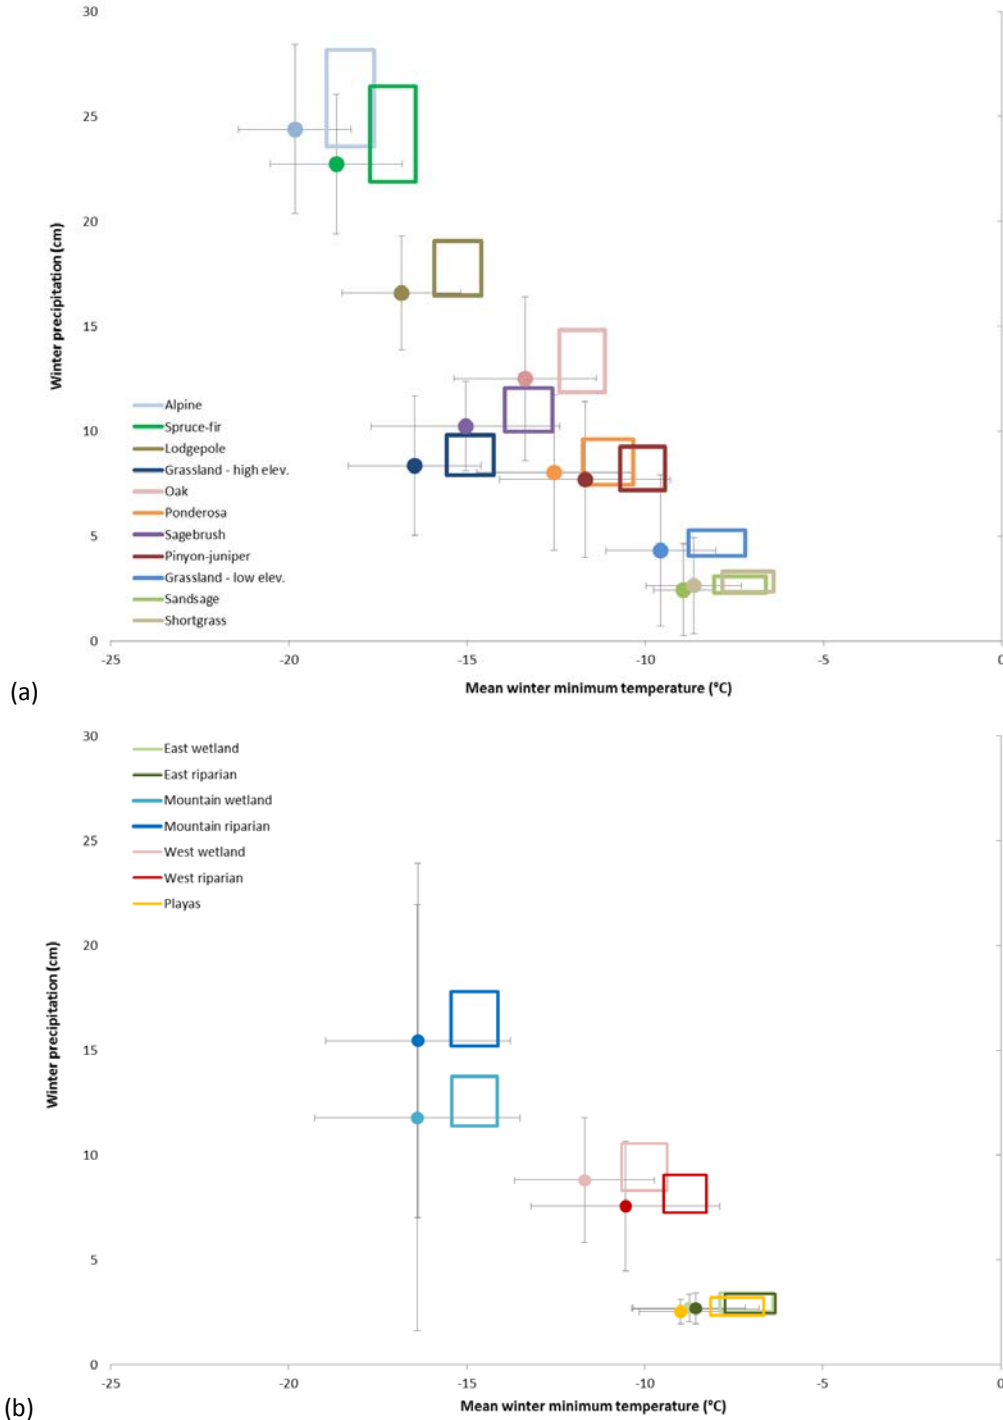 30
25
20
15
10
5
0
Winter precipitation (cm)
Alpine
Spruce-fir
Lodgepole
Grassland - high elev.
Oak
Ponderosa
Sagebrush
Pinyon-juniper
Grassland - low elev.
Sandsage
Shortgrass
-25 -20 -15 -10 -5 0
Mean winter minimum temperature (°C)
(a)
30
25
20
15
10
5
0
Winter precipitation (cm)
East wetland
East riparian
Mountain wetland
Mountain riparian
West wetland
West riparian
Playas
-25 -20 -15 -10 -5 0
Mean winter minimum temperature (°C)
(b)